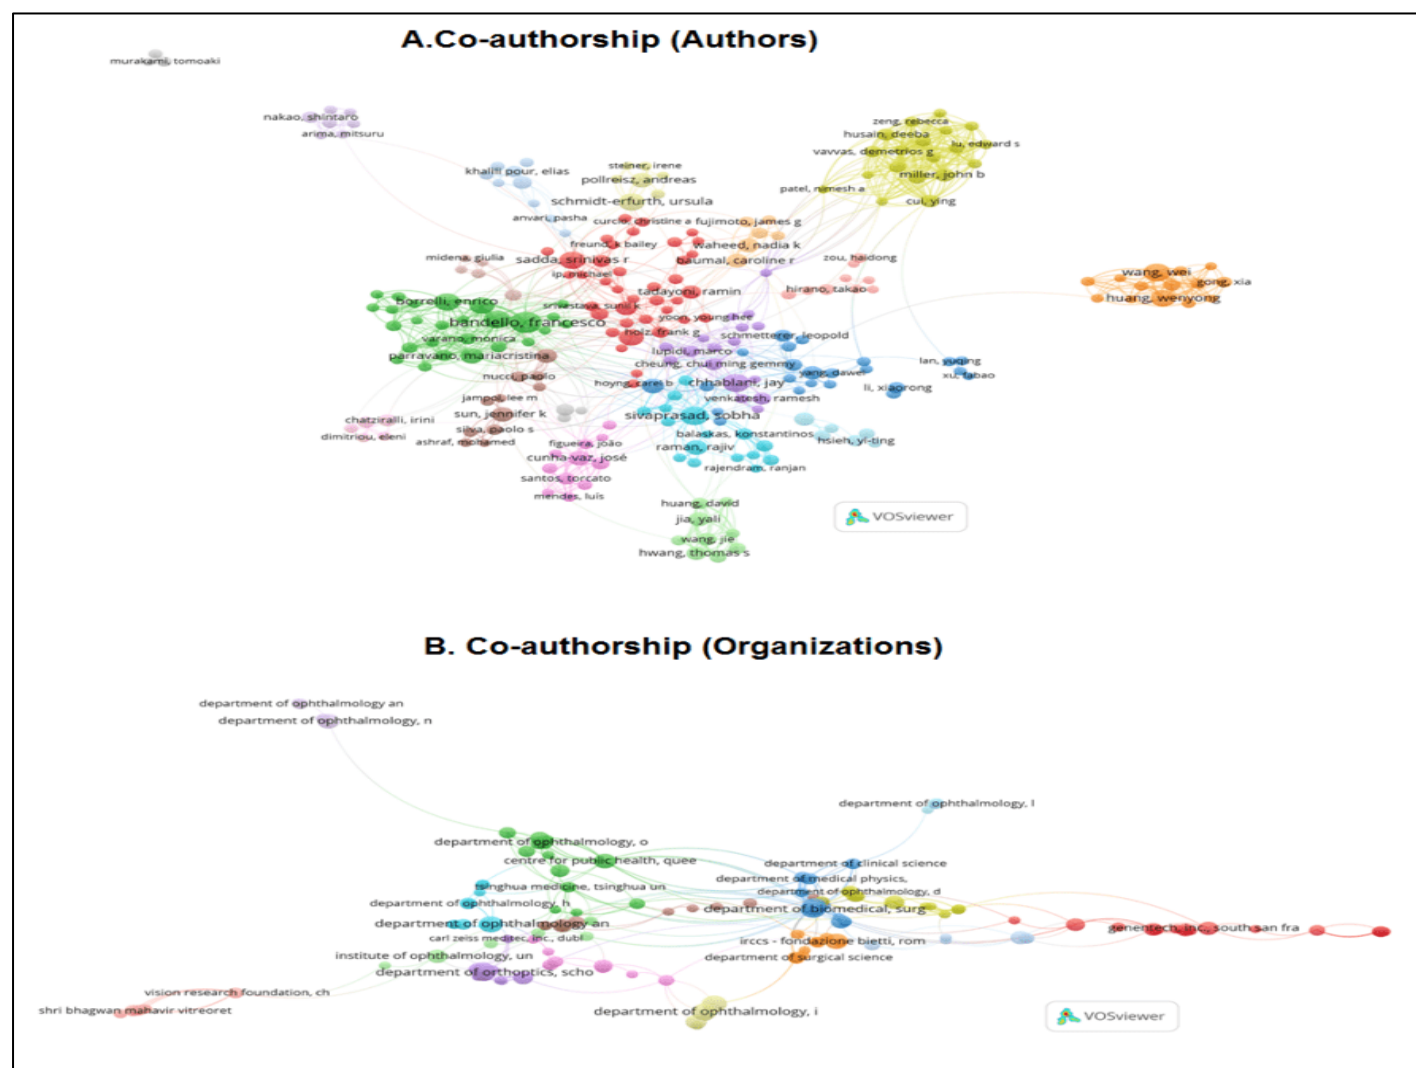 A.Co-authorship (Authors)
murakami, tomoaki
nakao, shintaro
arima, mitsuru
zeng, rebecca
husain, deeba
lu, edward s
vavvas, demetrios g
miller, john b
patel, nimesh a
cui, ying
khalili pour, elias
steiner, irene
pollreisz, andreas
schmidt-erfurth, ursula
anvari, pasha
curcio, christine a
fujimoto, james g
freund, k bailey
waheed, nadia k
midena, giulia
sadda, srinivas r
baumal, caroline r
zou, haidong
ip, michael
wang, wei
gong, xia
hirano, takao
tadayoni, ramin
huang, wenyong
borrelli, enrico
srivastava, sunil k
bandello, francesco
yoon, young hee
holz, frank g
schmetterer, leopold
varano, monica
lupidi, marco
parravano, mariacristina
cheung, chui ming gemmy
lan, yuqing
yang, dawei
xu, fabao
nucci, paolo
hoyng, carel b
chhablani, jay
li, xiaorong
jampol, lee m
venkatesh, ramesh
sun, jennifer k
sivaprasad, sobha
chatziralli, irini
silva, paolo s
dimitriou, eleni
ashraf, mohamed
balaskas, konstantinos
hsieh, yi-ting
figueira, joão
raman, rajiv
cunha-vaz, josé
rajendram, ranjan
santos, torcato
mendes, luís
huang, david
jia, yali
wang, jie
hwang, thomas s
VOSviewer
B. Co-authorship (Organizations)
department of ophthalmology an
department of ophthalmology, n
department of ophthalmology, l
department of ophthalmology, o
centre for public health, quee
department of clinical science
department of medical physics,
tsinghua medicine, tsinghua un
department of ophthalmology, d
department of ophthalmology, h
department of biomedical, surg
department of ophthalmology an
genentech, inc., south san fra
carl zeiss meditec, inc., dubl
irccs - fondazione bietti, rom
institute of ophthalmology, un
department of surgical science
department of orthoptics, scho
vision research foundation, ch
shri bhagwan mahavir vitreoret
department of ophthalmology, i
VOSviewer